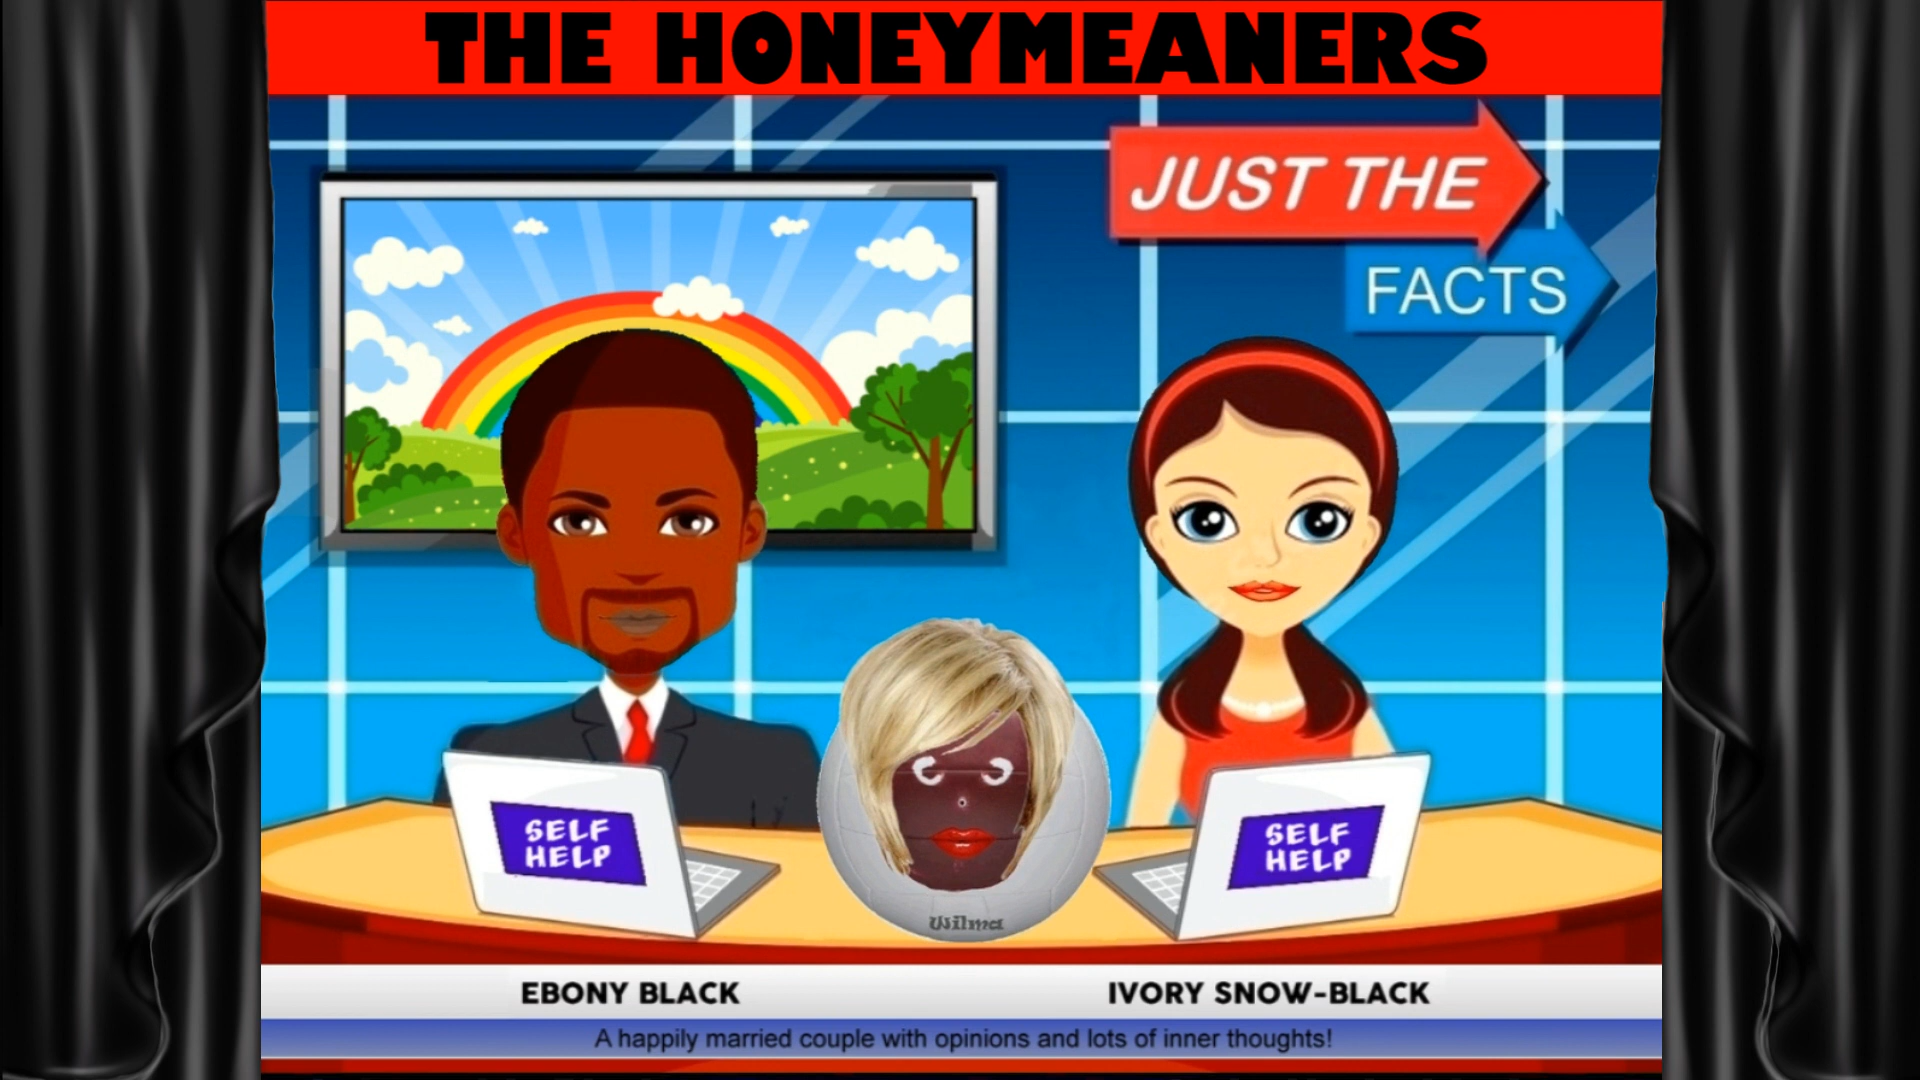 THE HONEYMEANERS
JUST THE
FACTS
SELF
HELP
SELF
HELP
Wilma
EBONY BLACK
IVORY SNOW-BLACK
A happily married couple with opinions and lots of inner thoughts!